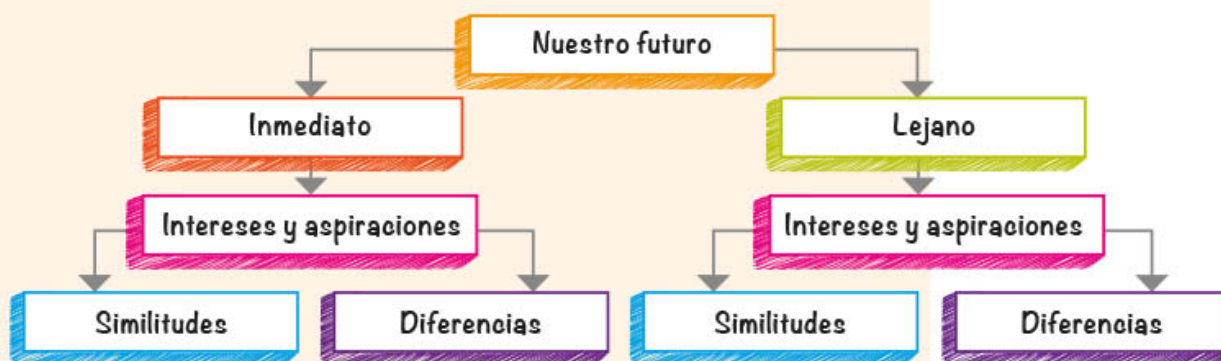 Nuestro futuro
Inmediato
Lejano
Intereses y aspiraciones
Intereses y aspiraciones
Similitudes
Diferencias
Similitudes
Diferencias